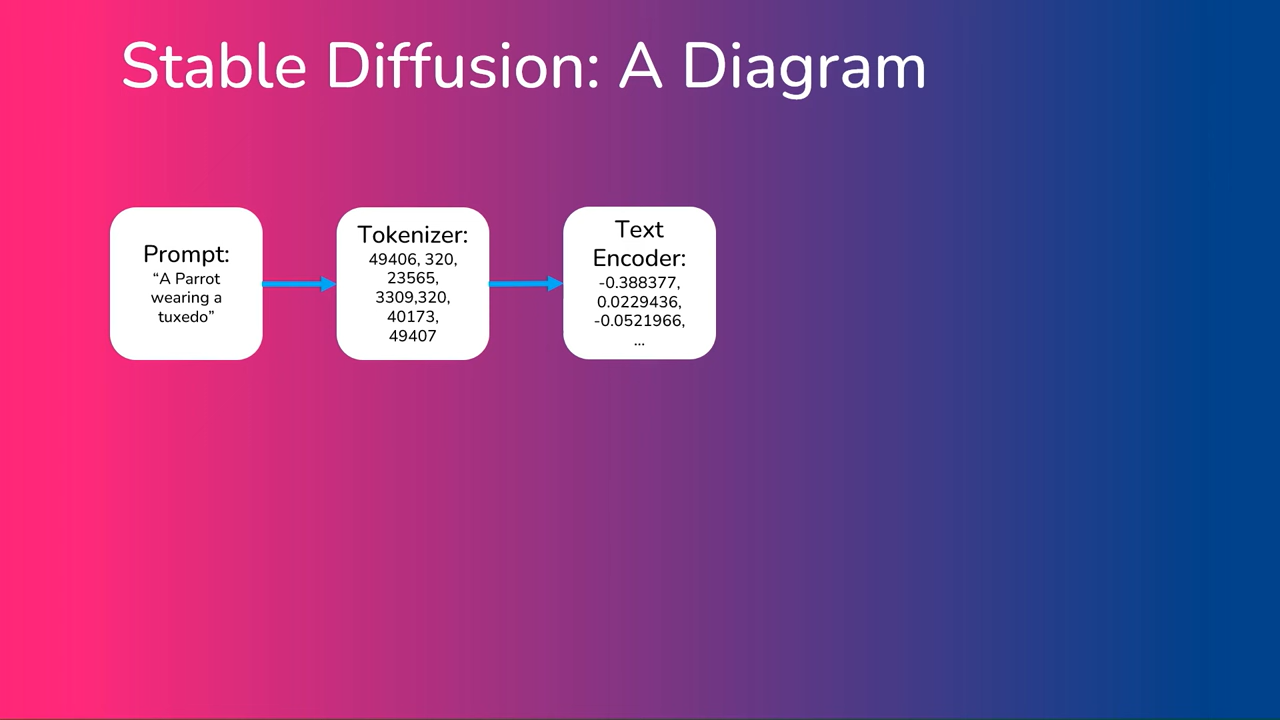 Stable Diffusion: A Diagram
Prompt:
“A Parrot
wearing a
tuxedo”
Tokenizer:
49406, 320,
23565,
3309,320,
40173,
49407
Text
Encoder:
-0.388377,
0.0229436,
-0.0521966,
...